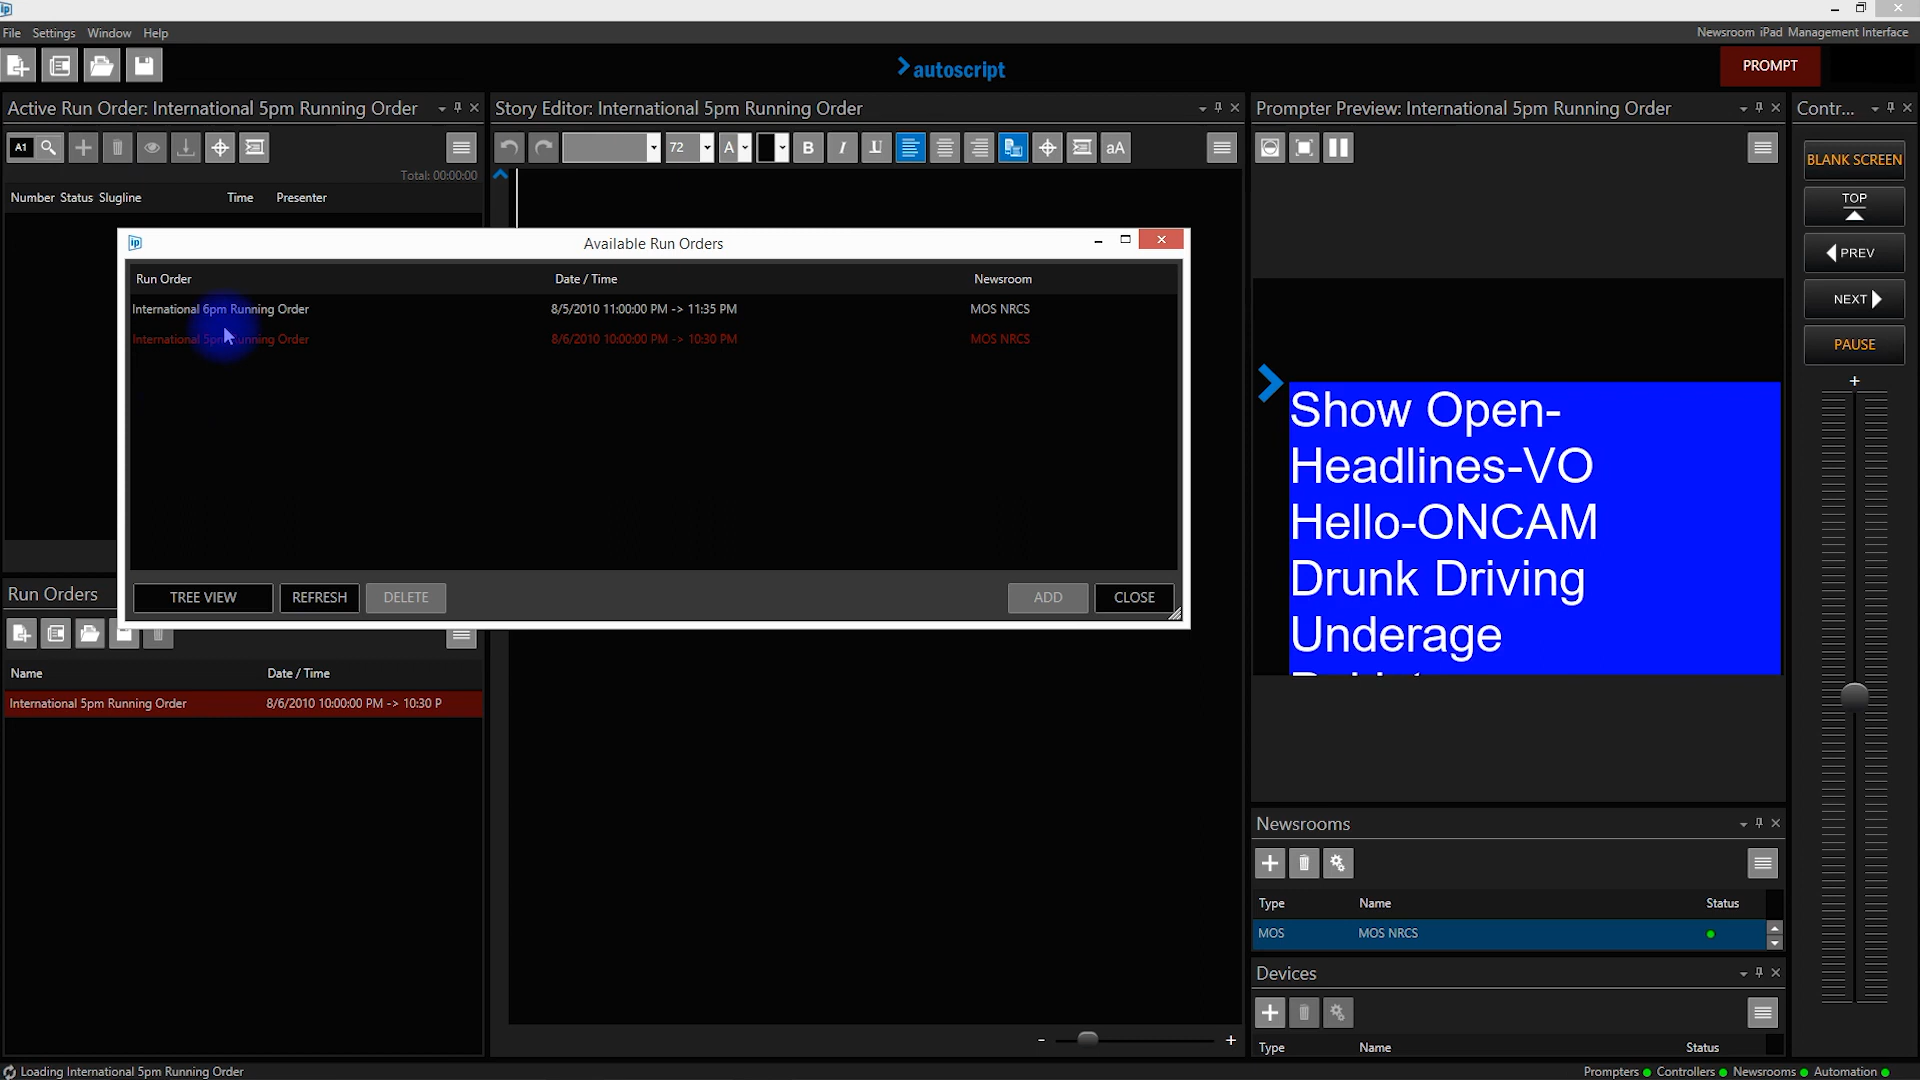 ip
File Settings Window Help
Newsroom iPad Management Interface
autoscript
PROMPT
Active Run Order: International 5pm Running Order
Story Editor: International 5pm Running Order
Prompter Preview: International 5pm Running Order
Contr...
A1
72
A
B
I
U
aA
Total: 00:00:00
Number Status Slugline Time Presenter
BLANK SCREEN
TOP
PREV
NEXT
PAUSE
+
ip
Available Run Orders
Run Order Date / Time Newsroom
International 6pm Running Order 8/5/2010 11:00:00 PM -> 11:35 PM MOS NRCS
International 5pm Running Order 8/6/2010 10:00:00 PM -> 10:30 PM MOS NRCS
TREE VIEW REFRESH DELETE ADD CLOSE
Show Open-
Headlines-VO
Hello-ONCAM
Drunk Driving
Underage
Run Orders
Name Date / Time
International 5pm Running Order 8/6/2010 10:00:00 PM -> 10:30 P
Newsrooms
Type Name Status
MOS MOS NRCS
Devices
Type Name Status
- +
Loading International 5pm Running Order
Prompters Controllers Newsrooms Automation